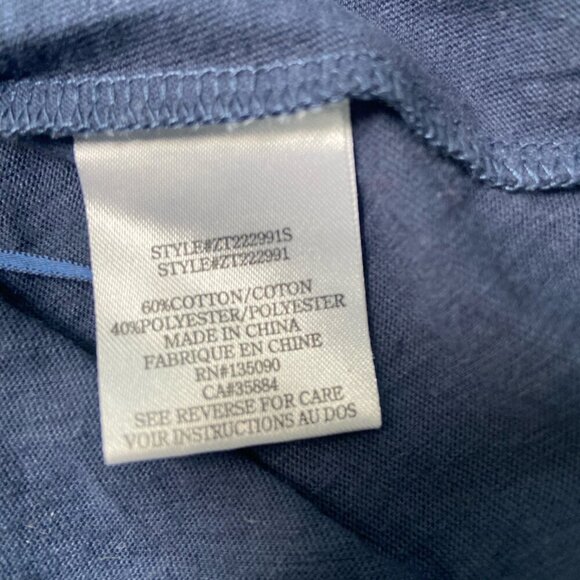 STYLE#ZT222991S
STYLE#ZT222991
60%COTTON/COTON
40%POLYESTER/POLYESTER
MADE IN CHINA
FABRIQUE EN CHINE
RN#135090
CA#35884
SEE REVERSE FOR CARE
VOIR INSTRUCTIONS AU DOS